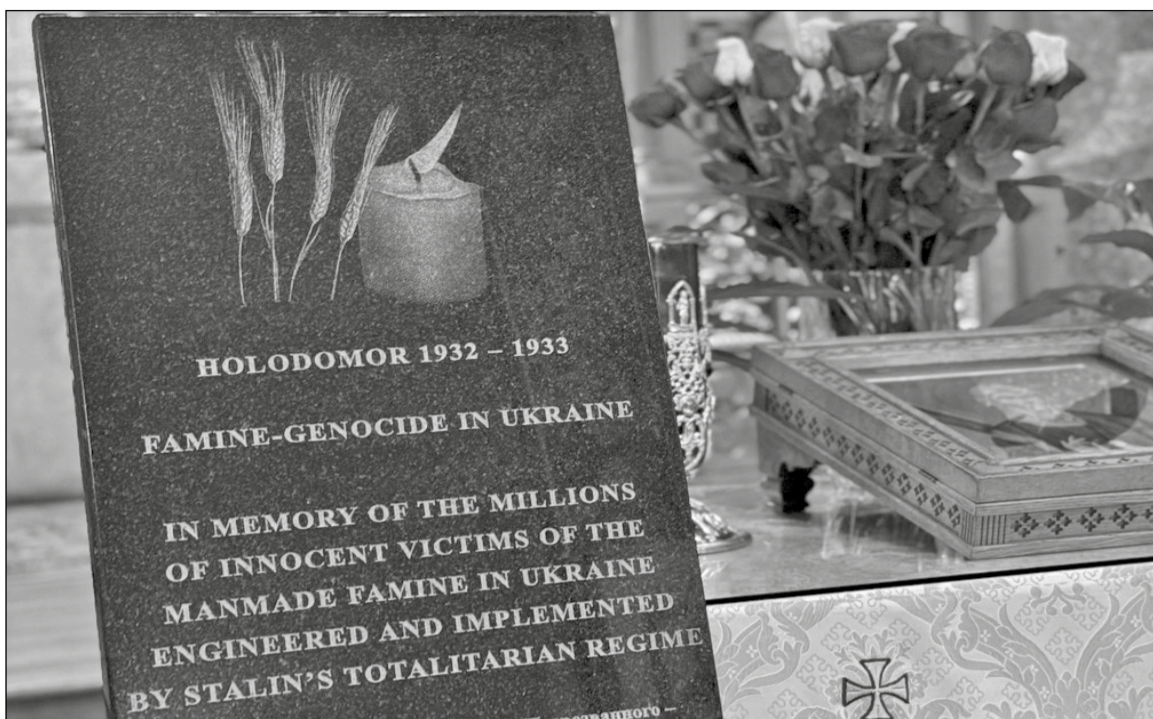 HOLODOMOR 1932 – 1933
FAMINE-GENOCIDE IN UKRAINE
IN MEMORY OF THE MILLIONS
OF INNOCENT VICTIMS OF THE
MANMADE FAMINE IN UKRAINE
ENGINEERED AND IMPLEMENTED
BY STALIN'S TOTALITARIAN REGIME